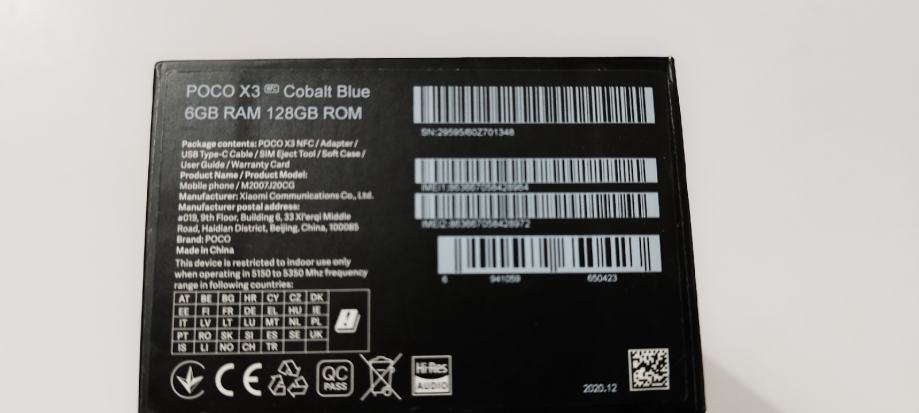 POCO X3 NFC Cobalt Blue
6GB RAM 128GB ROM
Package contents: POCO X3 NFC / Adapter /
USB Type-C Cable / SIM Eject Tool / Soft Case /
User Guide / Warranty Card
Product Name / Product Model:
Mobile phone / M2007J20CG
Manufacturer: Xiaomi Communications Co., Ltd.
Manufacturer postal address:
#019, 9th Floor, Building 6, 33 Xi'erqi Middle
Road, Haidian District, Beijing, China, 100085
Brand: POCO
Made in China
This device is restricted to indoor use only
when operating in 5150 to 5350 Mhz frequency
range in following countries:
AT BE BG HR CY CZ DK
EE FI FR DE EL HU IE
IT LV LT LU MT NL PL
PT RO SK SI ES SE UK
IS LI NO CH TR
CE
QC
PASS
Hi-Res
AUDIO
SN:29595/60Z701348
IMEI1:863667058428964
IMEI2:863667058428972
6 941059 650423
2020.12